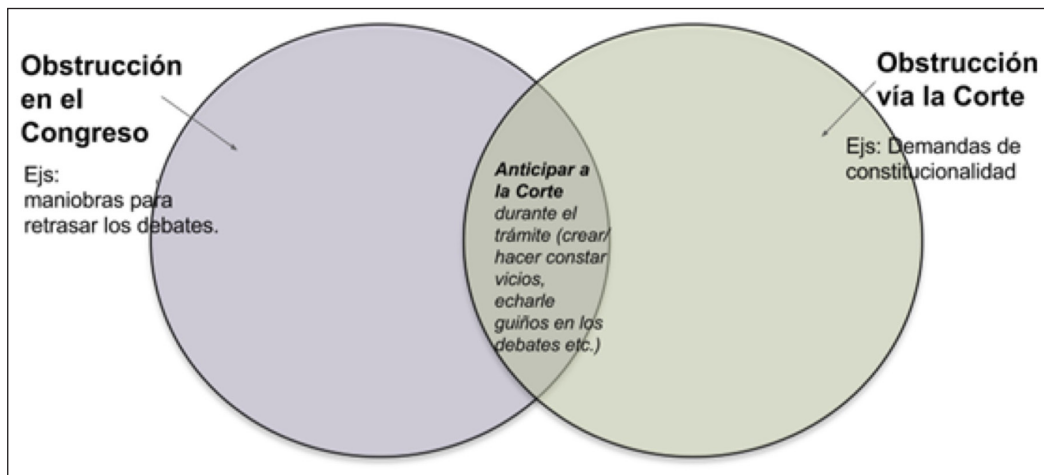 Obstrucción
en el
Congreso
Ejs:
maniobras para
retrasar los debates.
Anticipar a
la Corte
durante el
trámite (crear/
hacer constar
vicios,
echarle
guiños en los
debates etc.)
Obstrucción
vía la Corte
Ejs: Demandas de
constitucionalidad